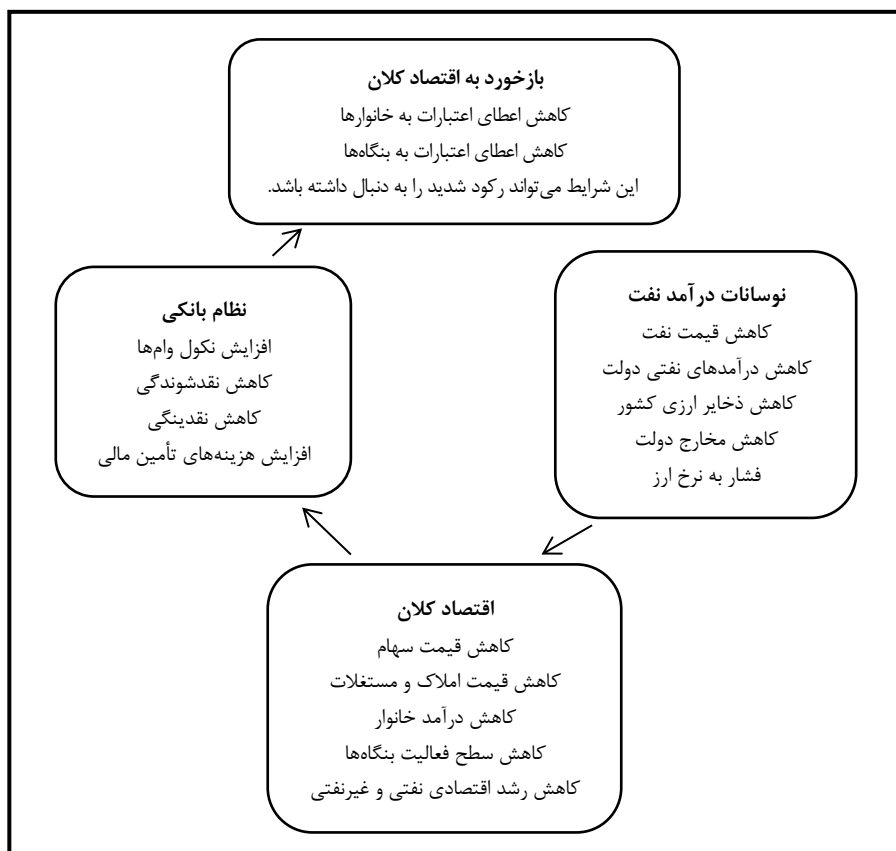 بازخورد به اقتصاد کلان
کاهش اعطای اعتبارات به خانوارها
کاهش اعطای اعتبارات به بنگاه‌ها
این شرایط می‌تواند رکود شدید را به دنبال داشته باشد.
نوسانات درآمد نفت
کاهش قیمت نفت
کاهش درآمدهای نفتی دولت
کاهش ذخایر ارزی کشور
کاهش مخارج دولت
فشار به نرخ ارز
نظام بانکی
افزایش نکول وام‌ها
کاهش نقدشوندگی
کاهش نقدینگی
افزایش هزینه‌های تأمین مالی
اقتصاد کلان
کاهش قیمت سهام
کاهش قیمت املاک و مستغلات
کاهش درآمد خانوار
کاهش سطح فعالیت بنگاه‌ها
کاهش رشد اقتصادی نفتی و غیرنفتی